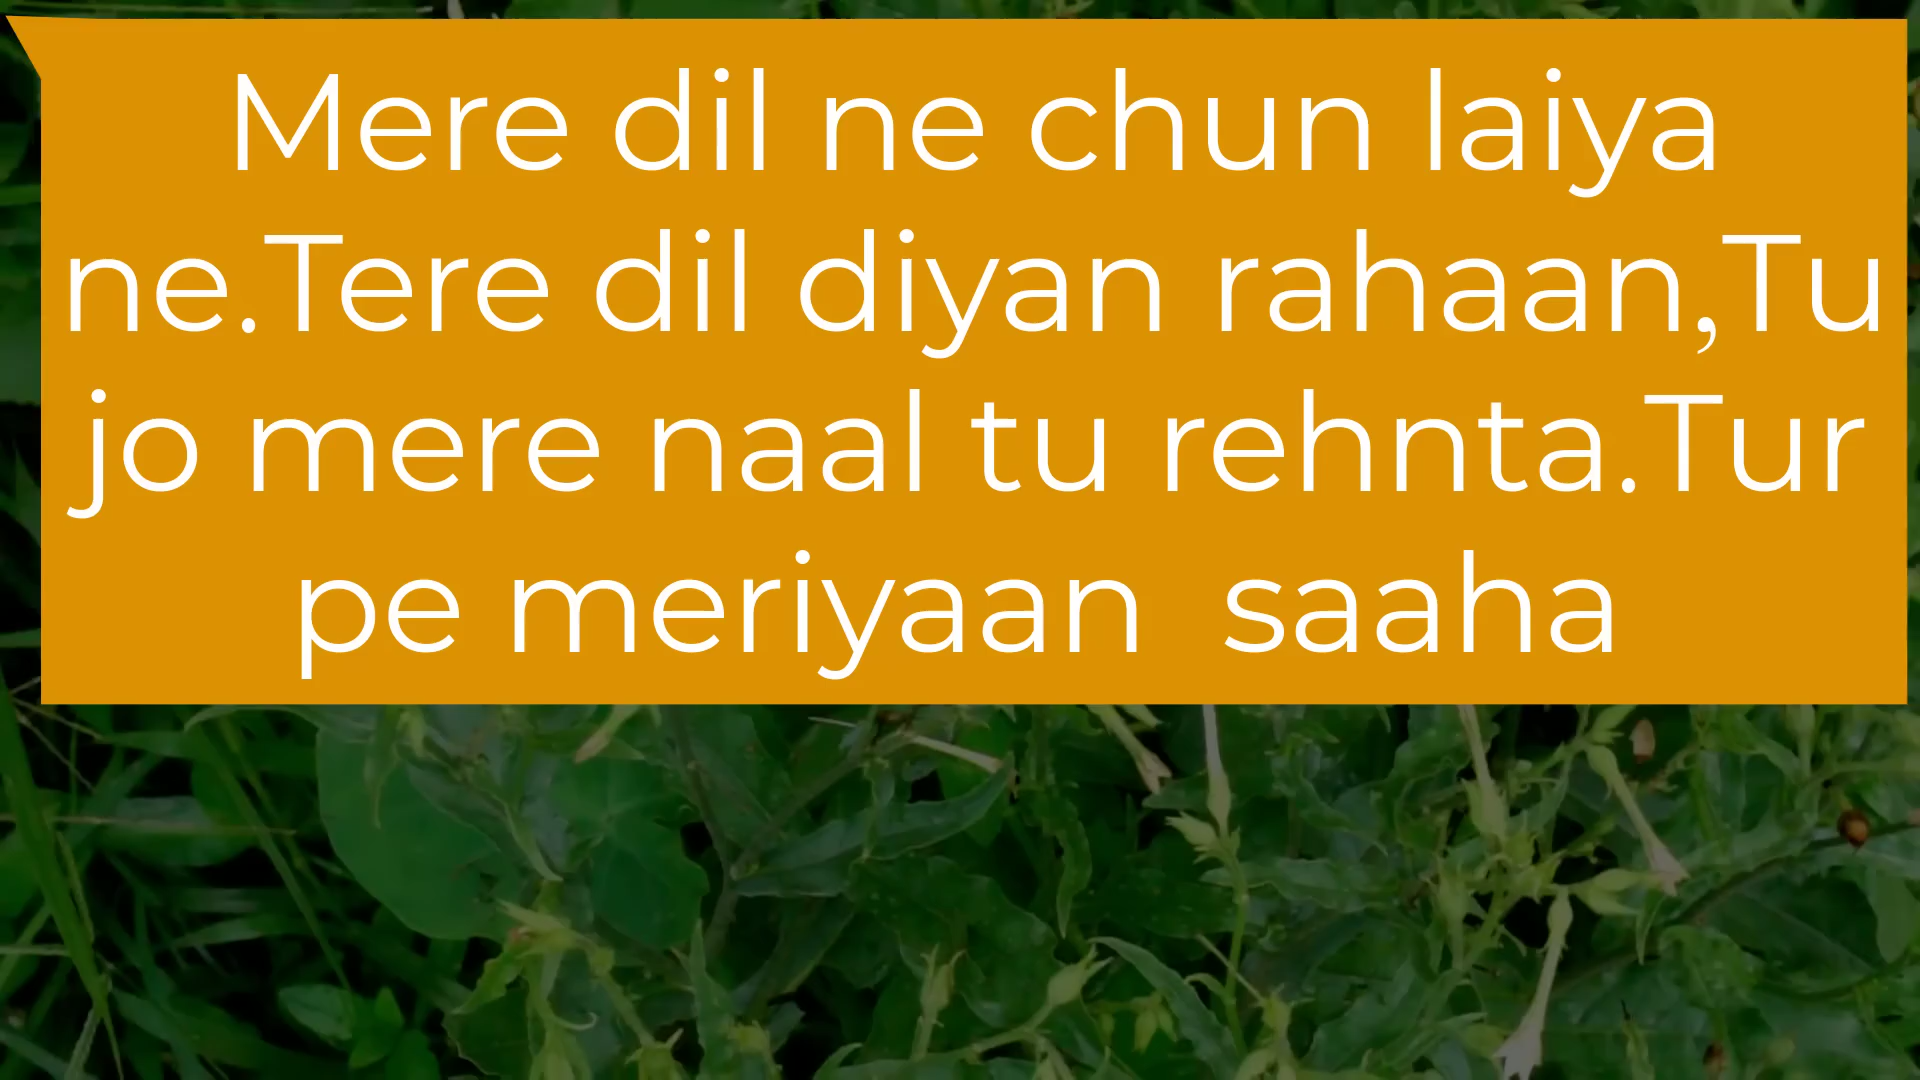 Mere dil ne chun laiya
ne.Tere dil diyan rahaan,Tu
jo mere naal tu rehnta.Tur
pe meriyaan  saaha